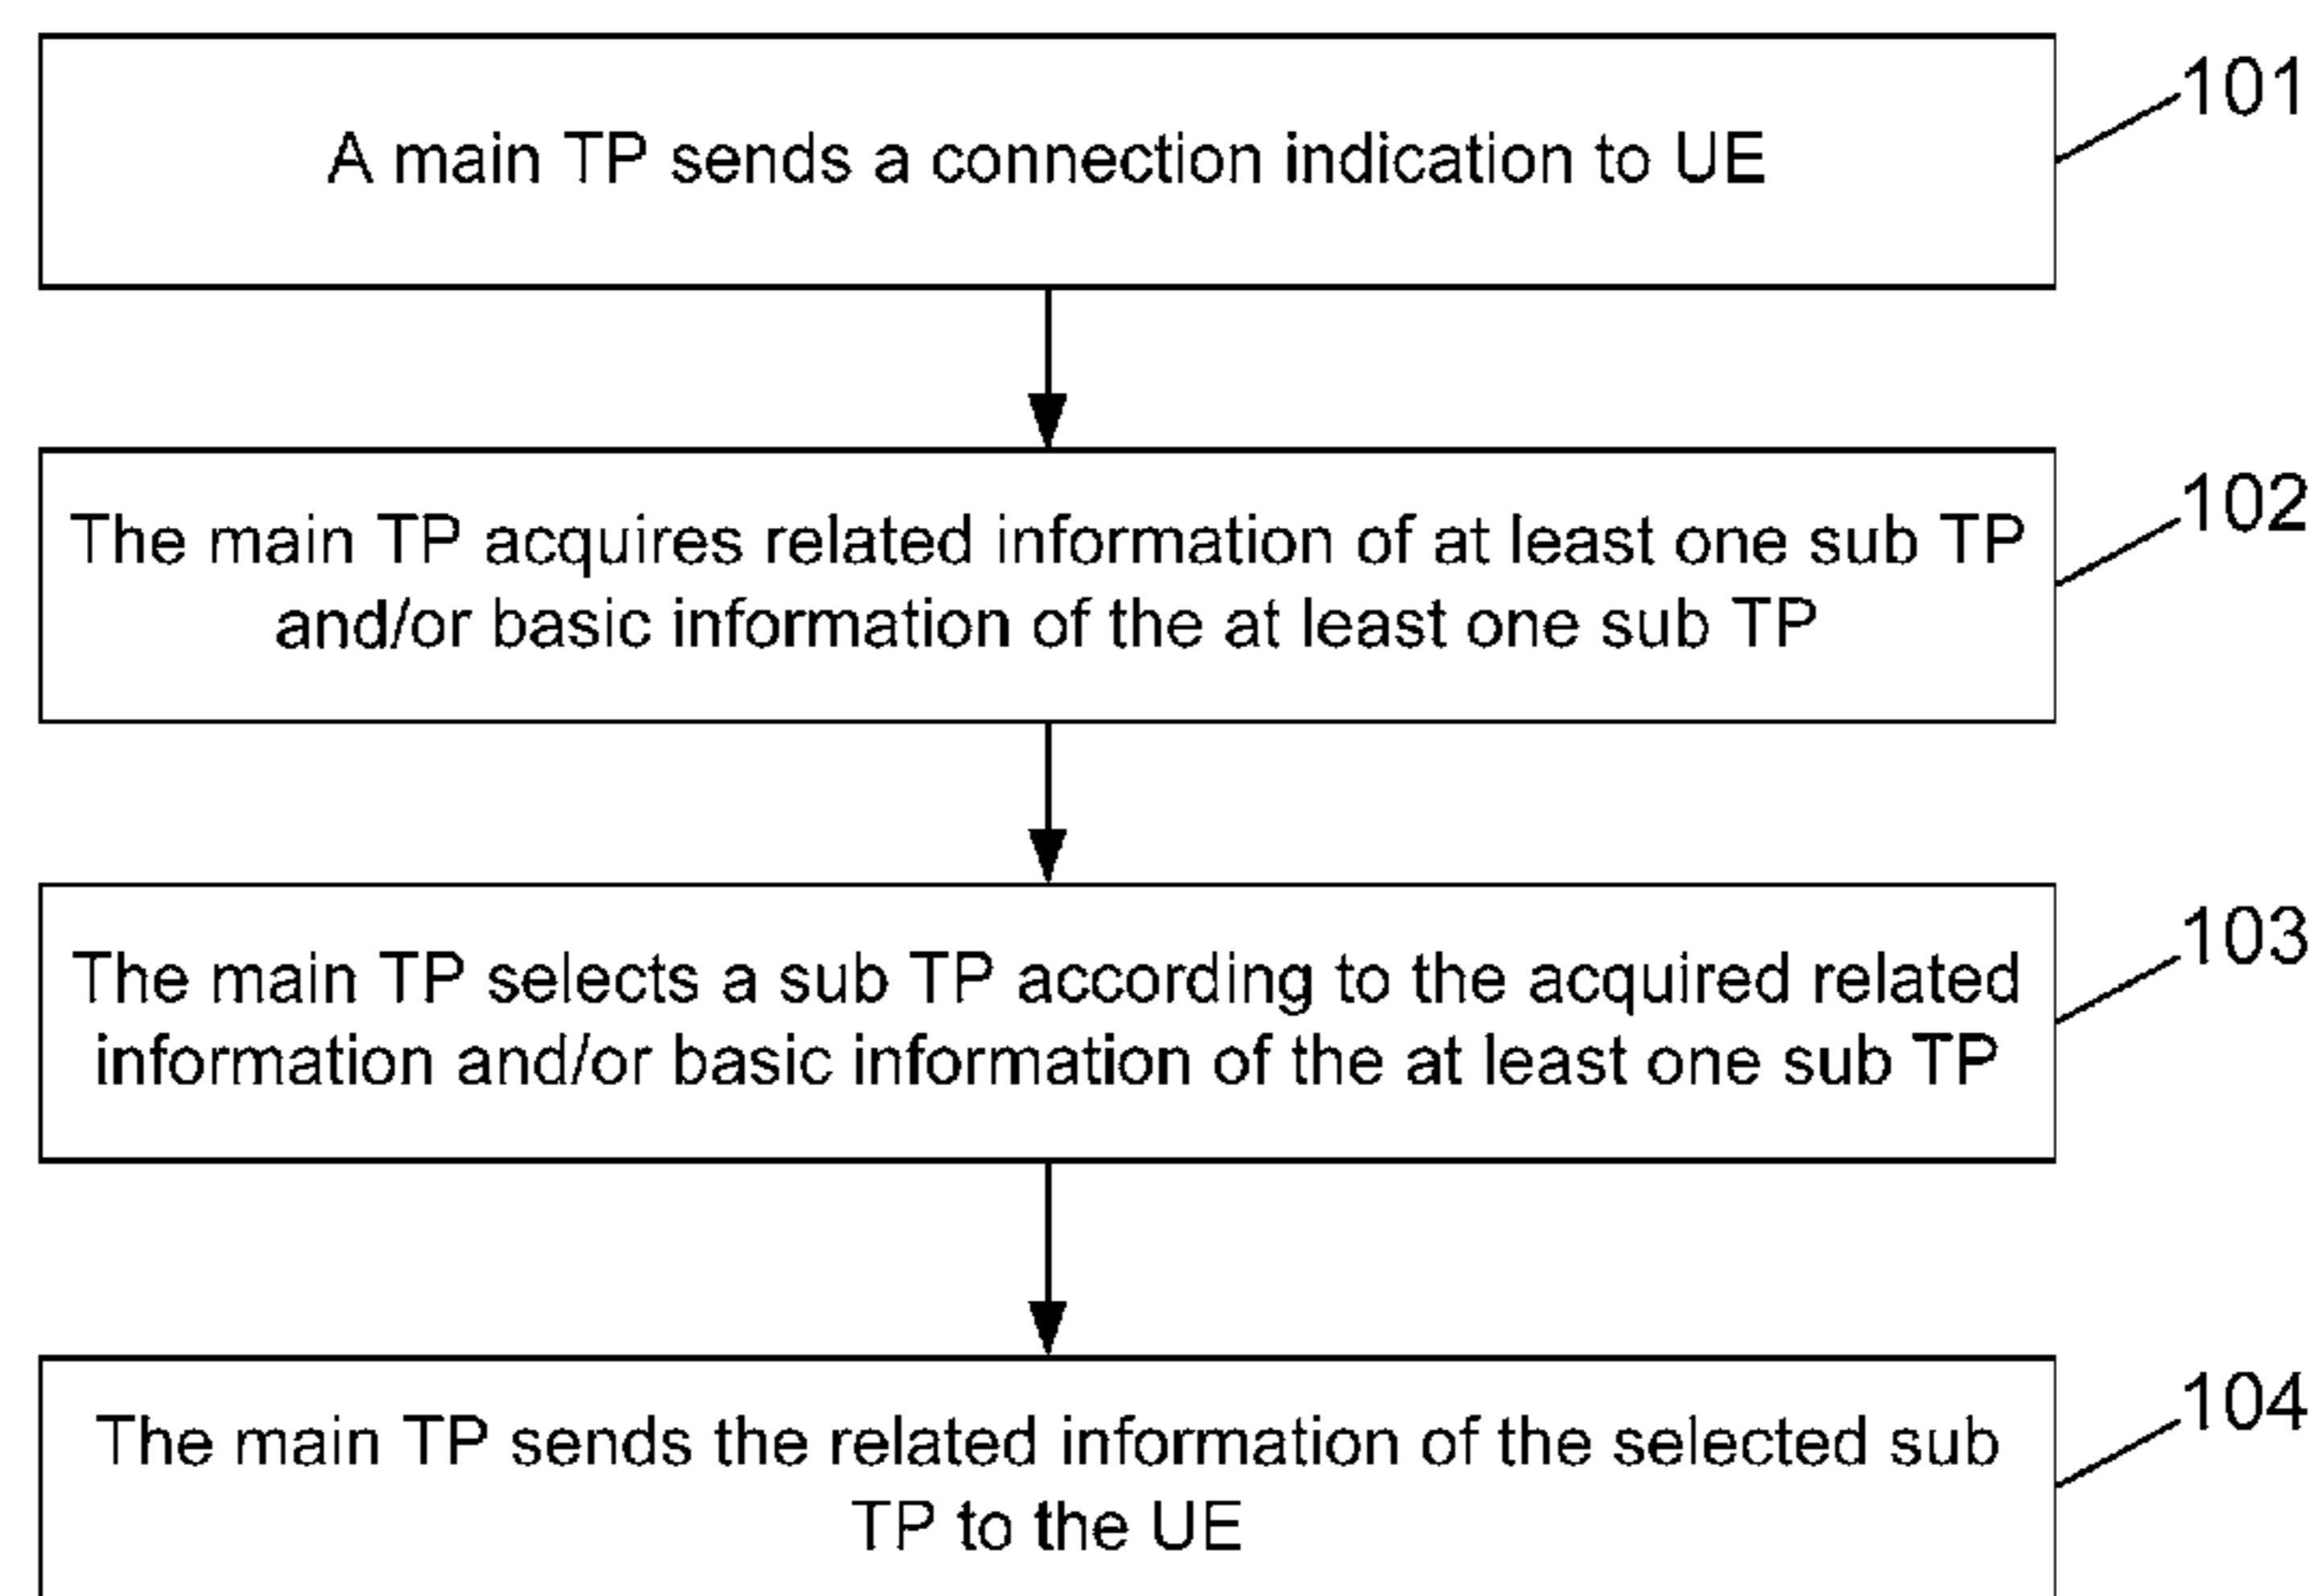 A main TP sends a connection indication to UE
101
The main TP acquires related information of at least one sub TP
and/or basic information of the at least one sub TP
102
The main TP selects a sub TP according to the acquired related
information and/or basic information of the at least one sub TP
103
The main TP sends the related information of the selected sub
TP to the UE
104